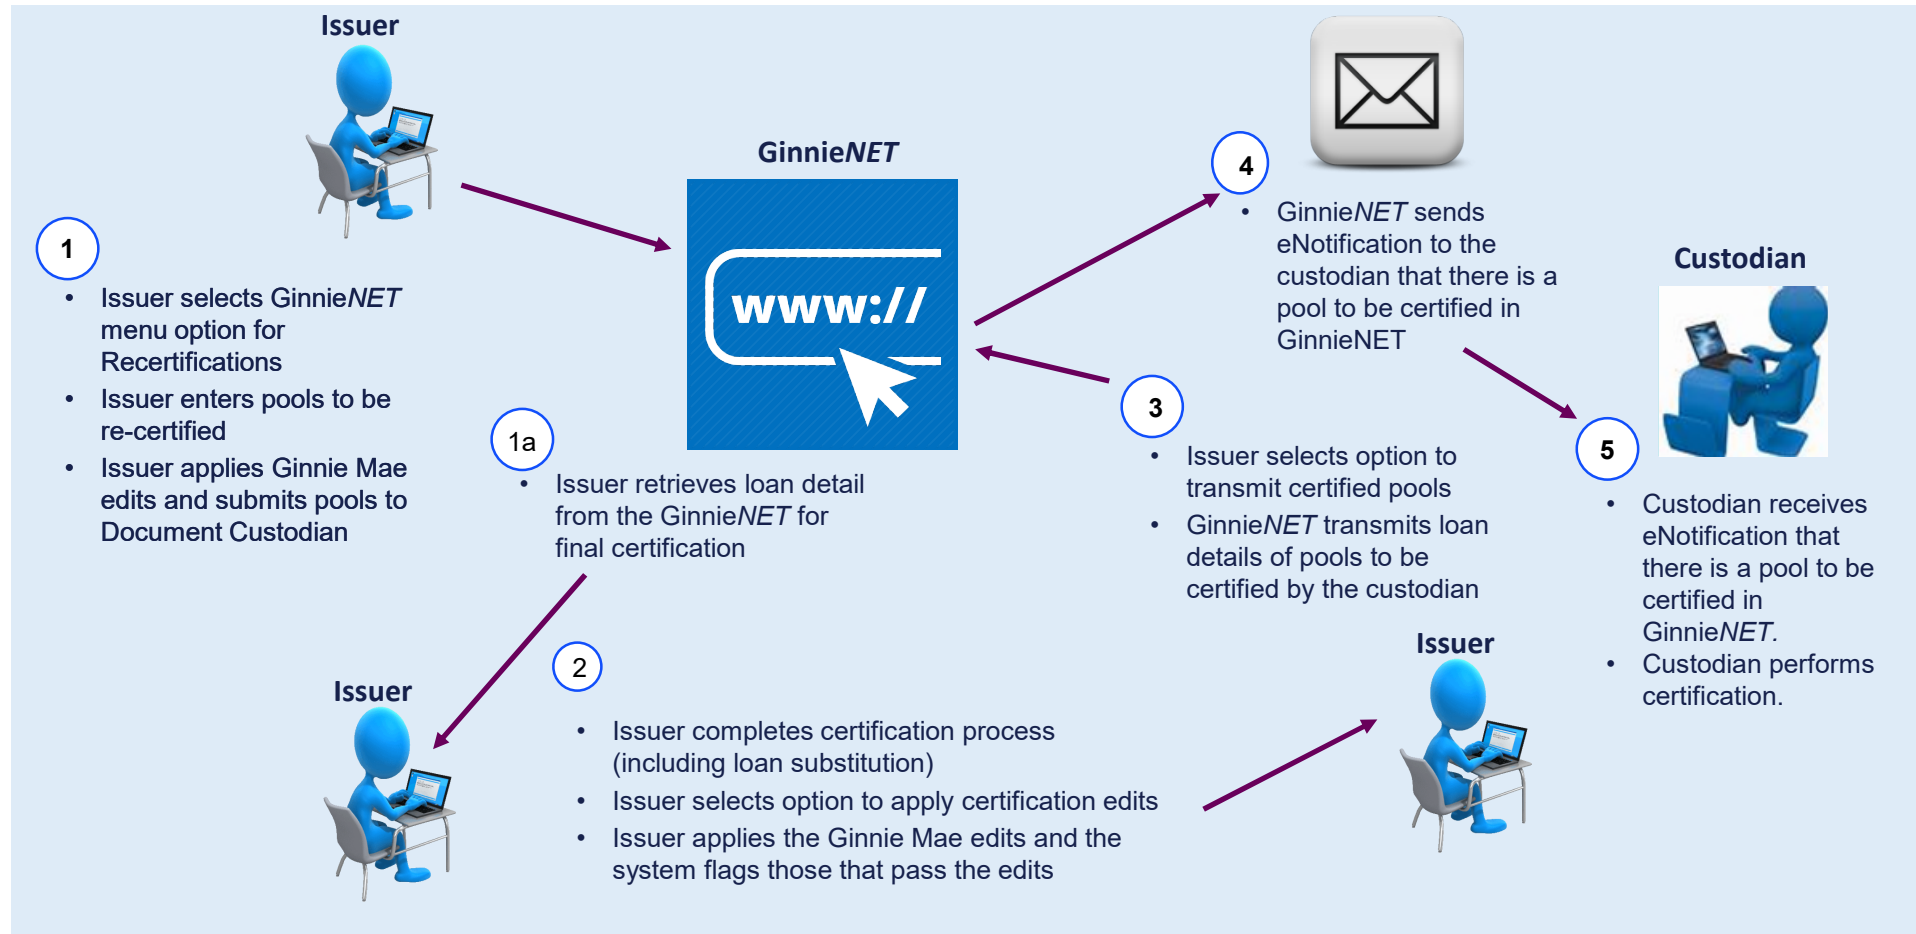 Issuer
1
• Issuer selects GinnieNET
menu option for
Recertifications
• Issuer enters pools to be
re-certified
• Issuer applies Ginnie Mae
edits and submits pools to
Document Custodian
GinnieNET
www://
1a
• Issuer retrieves loan detail
from the GinnieNET for
final certification
Issuer
2
• Issuer completes certification process
(including loan substitution)
• Issuer selects option to apply certification edits
• Issuer applies the Ginnie Mae edits and the
system flags those that pass the edits
Issuer
3
• Issuer selects option to
transmit certified pools
• GinnieNET transmits loan
details of pools to be
certified by the custodian
4
• GinnieNET sends
eNotification to the
custodian that there is a
pool to be certified in
GinnieNET
Custodian
5
• Custodian receives
eNotification that
there is a pool to be
certified in
GinnieNET.
• Custodian performs
certification.